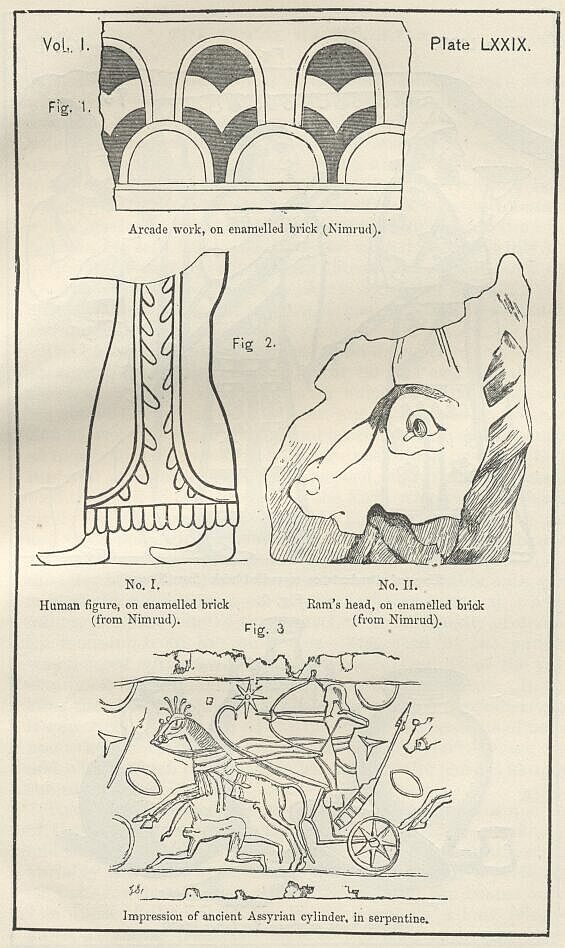 Vol. I.
Plate LXXIX.
Fig. 1.
Arcade work, on enamelled brick (Nimrud).
Fig 2.
No. I.
Human figure, on enamelled brick
(from Nimrud).
No. II.
Ram's head, on enamelled brick
(from Nimrud).
Fig. 3
Impression of ancient Assyrian cylinder, in serpentine.